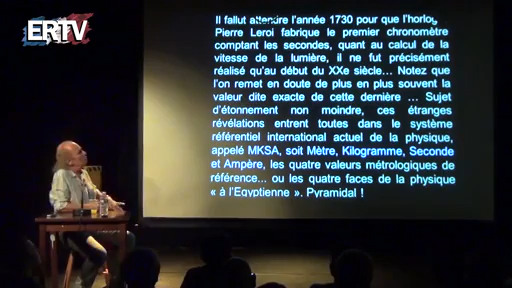 ERTV
Il fallut attendre l'année 1730 pour que l'horlog
Pierre Leroi fabrique le premier chronomètre
comptant les secondes, quant au calcul de la
vitesse de la lumière, il ne fut précisément
réalisé qu'au début du XXe siècle... Notez que
l'on remet en doute de plus en plus souvent la
valeur dite exacte de cette dernière ... Sujet
d'étonnement non moindre, ces étranges
révélations entrent toutes dans le système
référentiel international actuel de la physique,
appelé MKSA, soit Mètre, Kilogramme, Seconde
et Ampère, les quatre valeurs métrologiques de
référence... ou les quatre faces de la physique
« à l'Egyptienne ». Pyramidal !